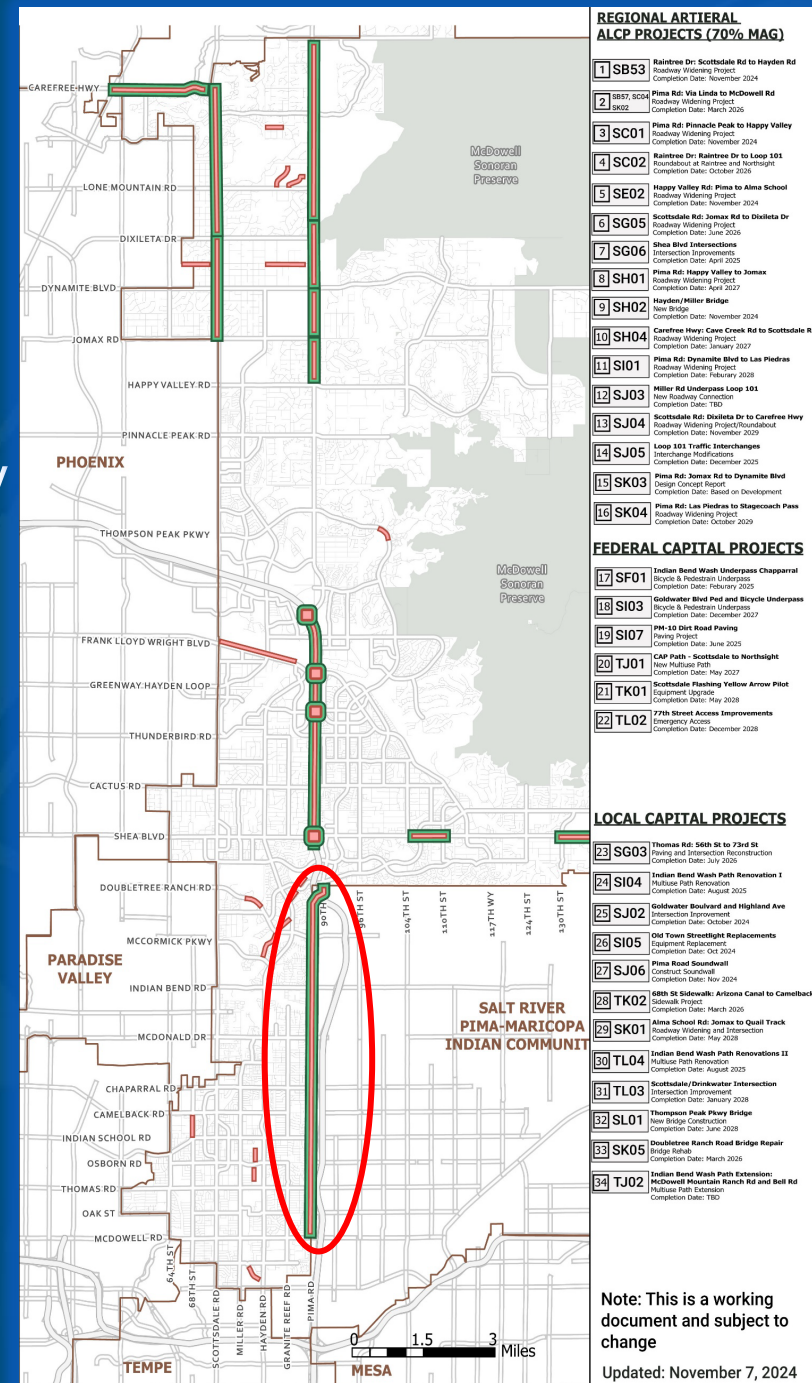 CAREFREE HWY
LONE MOUNTAIN RD
DIXILETA DR
DYNAMITE BLVD
JOMAX RD
HAPPY VALLEY RD
PINNACLE PEAK RD
PHOENIX
THOMPSON PEAK PKWY
McDowell
Sonoran
Preserve
McDowell
Sonoran
Preserve
FRANK LLOYD WRIGHT BLVD
GREENWAY HAYDEN LOOP
THUNDERBIRD RD
CACTUS RD
SHEA BLVD
DOUBLETREE RANCH RD
90TH
96TH ST
104TH ST
110TH ST
117TH WY
124TH ST
130TH ST
MCCORMICK PKWY
PARADISE
VALLEY
INDIAN BEND RD
SALT RIVER
PIMA-MARICOPA
INDIAN COMMUNIT
MCDONALD DR
CHAPARRAL RD
CAMELBACK RD
INDIAN SCHOOL RD
OSBORN RD
THOMAS RD
OAK ST
MCDOWELL RD
64TH ST
68TH ST
SCOTTSDALE RD
MILLER RD
HAYDEN RD
GRANITE REEF RD
PIMA RD
0 1.5 3
Miles
TEMPE
MESA
REGIONAL ARTIERAL
ALCP PROJECTS (70% MAG)
1 SB53 Raintree Dr: Scottsdale Rd to Hayden Rd
Roadway Widening Project
Completion Date: November 2024
2 SB57, SC04 SK02 Pima Rd: Via Linda to McDowell Rd
Roadway Widening Project
Completion Date: March 2026
3 SC01 Pima Rd: Pinnacle Peak to Happy Valley
Roadway Widening Project
Completion Date: November 2024
4 SC02 Raintree Dr: Raintree Dr to Loop 101
Roundabout at Raintree and Northsight
Completion Date: October 2026
5 SE02 Happy Valley Rd: Pima to Alma School
Roadway Widening Project
Completion Date: November 2024
6 SG05 Scottsdale Rd: Jomax Rd to Dixileta Dr
Roadway Widening Project
Completion Date: June 2026
7 SG06 Shea Blvd Intersections
Intersection Inprovements
Completion Date: April 2025
8 SH01 Pima Rd: Happy Valley to Jomax
Roadway Widening Project
Completion Date: April 2027
9 SH02 Hayden/Miller Bridge
New Bridge
Completion Date: November 2024
10 SH04 Carefree Hwy: Cave Creek Rd to Scottsdale R
Roadway Widening Project
Completion Date: January 2027
11 SI01 Pima Rd: Dynamite Blvd to Las Piedras
Roadway Widening Project
Completion Date: Feburary 2028
12 SJ03 Miller Rd Underpass Loop 101
New Roadway Connection
Completion Date: TBD
13 SJ04 Scottsdale Rd: Dixileta Dr to Carefree Hwy
Roadway Widening Project/Roundabout
Completion Date: November 2029
14 SJ05 Loop 101 Traffic Interchanges
Interchange Modifications
Completion Date: December 2025
15 SK03 Pima Rd: Jomax Rd to Dynamite Blvd
Design Concept Report
Completion Date: Based on Development
16 SK04 Pima Rd: Las Piedras to Stagecoach Pass
Roadway Widening Project
Completion Date: October 2029
FEDERAL CAPITAL PROJECTS
17 SF01 Indian Bend Wash Underpass Chapparral
Bicycle & Pedestrain Underpass
Completion Date: Feburary 2025
18 SI03 Goldwater Blvd Ped and Bicycle Underpass
Bicycle & Pedestrain Underpass
Completion Date: December 2027
19 SI07 PM-10 Dirt Road Paving
Paving Project
Completion Date: June 2025
20 TJ01 CAP Path - Scottsdale to Northsight
New Multiuse Path
Completion Date: May 2027
21 TK01 Scottsdale Flashing Yellow Arrow Pilot
Equipment Upgrade
Completion Date: May 2028
22 TL02 77th Street Access Improvements
Emergency Access
Completion Date: December 2028
LOCAL CAPITAL PROJECTS
23 SG03 Thomas Rd: 56th St to 73rd St
Paving and Intersection Reconstruction
Completion Date: July 2026
24 SI04 Indian Bend Wash Path Renovation I
Multiuse Path Renovation
Completion Date: August 2025
25 SJ02 Goldwater Boulvard and Highland Ave
Intersection Inprovement
Completion Date: October 2024
26 SI05 Old Town Streetlight Replacements
Equipment Replacement
Completion Date: Oct 2024
27 SJ06 Pima Road Soundwall
Construct Soundwall
Completion Date: Nov 2024
28 TK02 68th St Sidewalk: Arizona Canal to Camelback
Sidewalk Project
Completion Date: March 2026
29 SK01 Alma School Rd: Jomax to Quail Track
Roadway Widening and Intersection
Completion Date: May 2028
30 TL04 Indian Bend Wash Path Renovations II
Multiuse Path Renovation
Completion Date: August 2025
31 TL03 Scottsdale/Drinkwater Intersection
Intersection Improvement
Completion Date: January 2028
32 SL01 Thompson Peak Pkwy Bridge
New Bridge Construction
Completion Date: June 2028
33 SK05 Doubletree Ranch Road Bridge Repair
Bridge Rehab
Completion Date: March 2026
34 TJ02 Indian Bend Wash Path Extension:
McDowell Mountain Ranch Rd and Bell Rd
Multiuse Path Extension
Completion Date: TBD
Note: This is a working
document and subject to
change
Updated: November 7, 2024